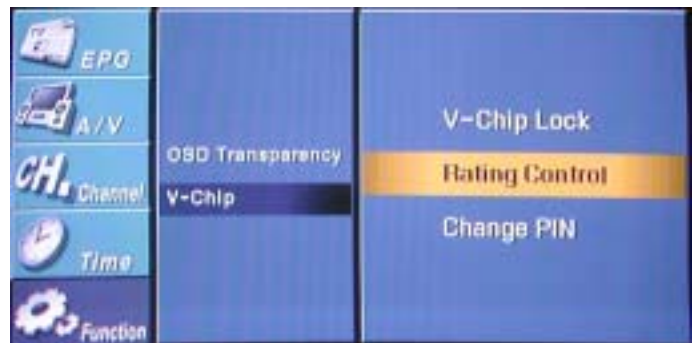 EPG
A/V
CH. Channel
Time
Function
OSD Transparency
V-Chip
V-Chip Lock
Rating Control
Change PIN